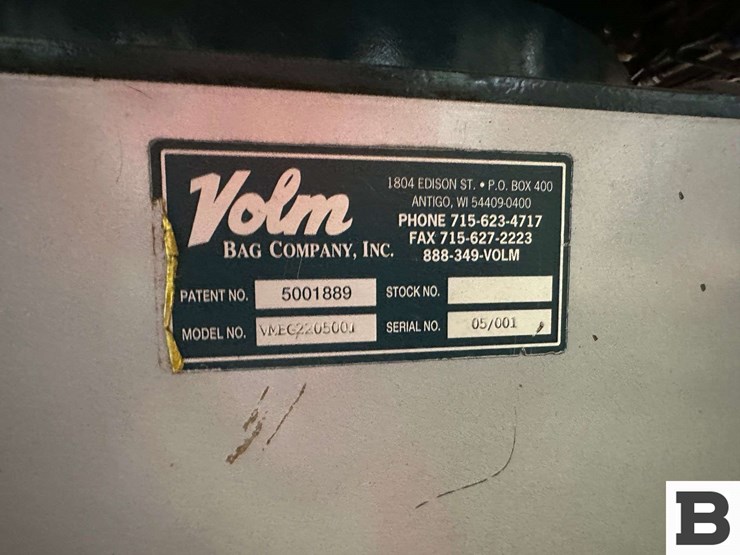 Volm
BAG COMPANY, INC.
1804 EDISON ST. • P.O. BOX 400
ANTIGO, WI 54409-0400
PHONE 715-623-4717
FAX 715-627-2223
888-349-VOLM
PATENT NO. 5001889
STOCK NO.
MODEL NO.
SERIAL NO. 05/001
B